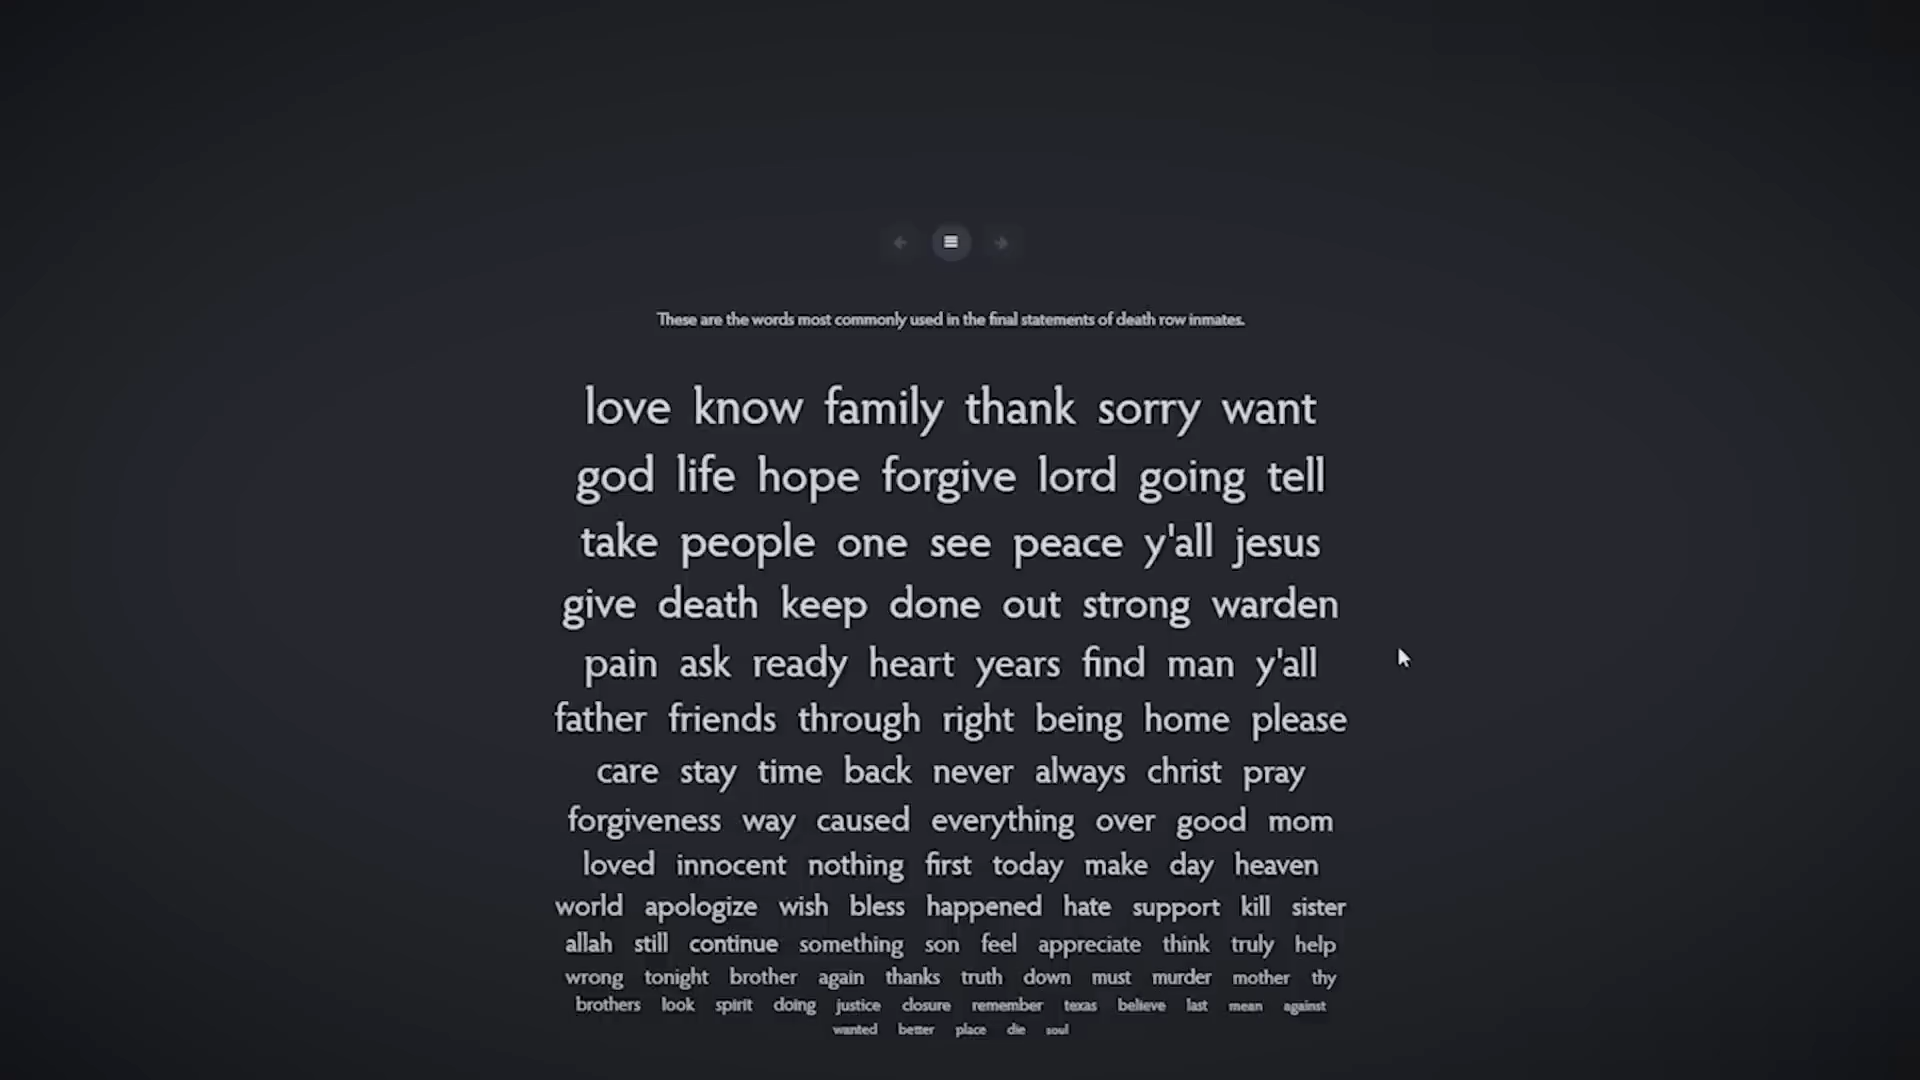 These are the words most commonly used in the final statements of death row inmates.
love know family thank sorry want
god life hope forgive lord going tell
take people one see peace y'all jesus
give death keep done out strong warden
pain ask ready heart years find man y'all
father friends through right being home please
care stay time back never always christ pray
forgiveness way caused everything over good mom
loved innocent nothing first today make day heaven
world apologize wish bless happened hate support kill sister
allah still continue something son feel appreciate think truly help
wrong tonight brother again thanks truth down must murder mother thy
brothers look spirit doing justice closure remember texas believe last mean against
wanted better place die soul